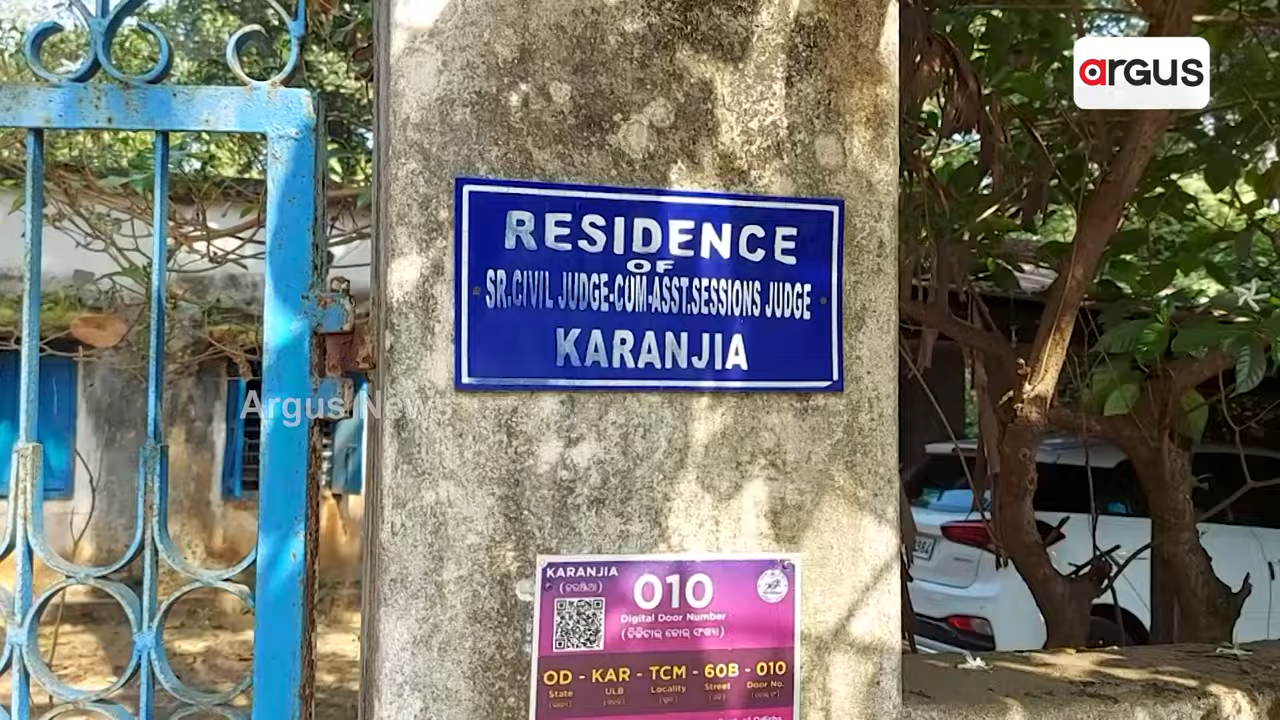 argus
RESIDENCE
OF
SR.CIVIL JUDGE-CUM-ASST.SESSIONS JUDGE
KARANJIA
Argus News
KARANJIA
(କରଞ୍ଜିଆ)
010
Digital Door Number
(ଡିଜିଟାଲ୍ ଡୋର୍ ସଂଖ୍ୟା)
OD - KAR - TCM - 60B - 010
State ULB Locality Street Door No.